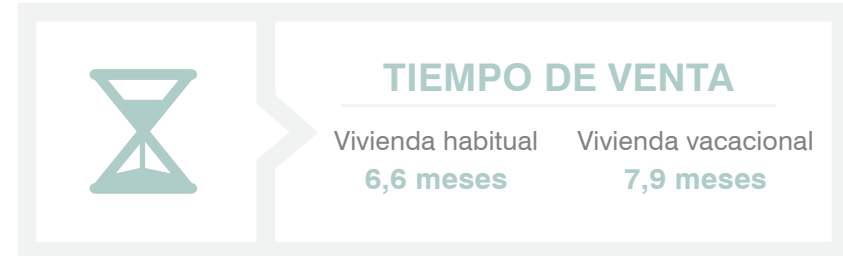 TIEMPO DE VENTA
Vivienda habitual Vivienda vacacional
6,6 meses 7,9 meses